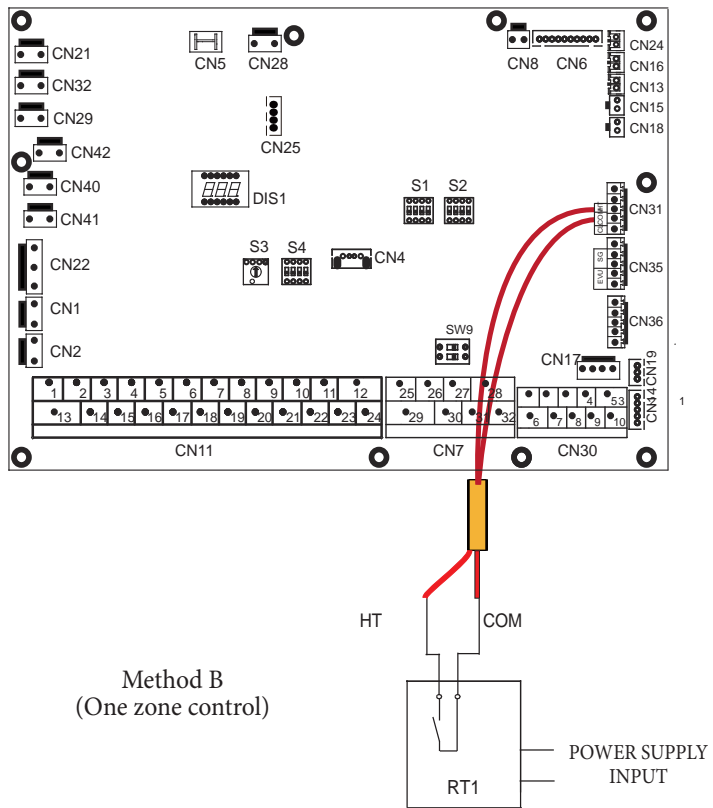 CN21
CN5
CN28
CN8
CN6
CN24
CN32
CN16
CN13
CN29
CN15
CN25
CN18
CN42
CN40
DIS1
S1
S2
CN31
CN41
CN22
S3
S4
CN4
SG
EVU
CN35
CN1
SW9
CN36
CN2
CN17
CN19
1 2 3 4 5 6 7 8 9 10 11 12
25 26 27 28
4 53
CN14
1
13 14 15 16 17 18 19 20 21 22 23 24
29 30 31 32
6 7 8 9 10
CN11
CN7
CN30
HT
COM
Method B
(One zone control)
RT1
POWER SUPPLY
INPUT